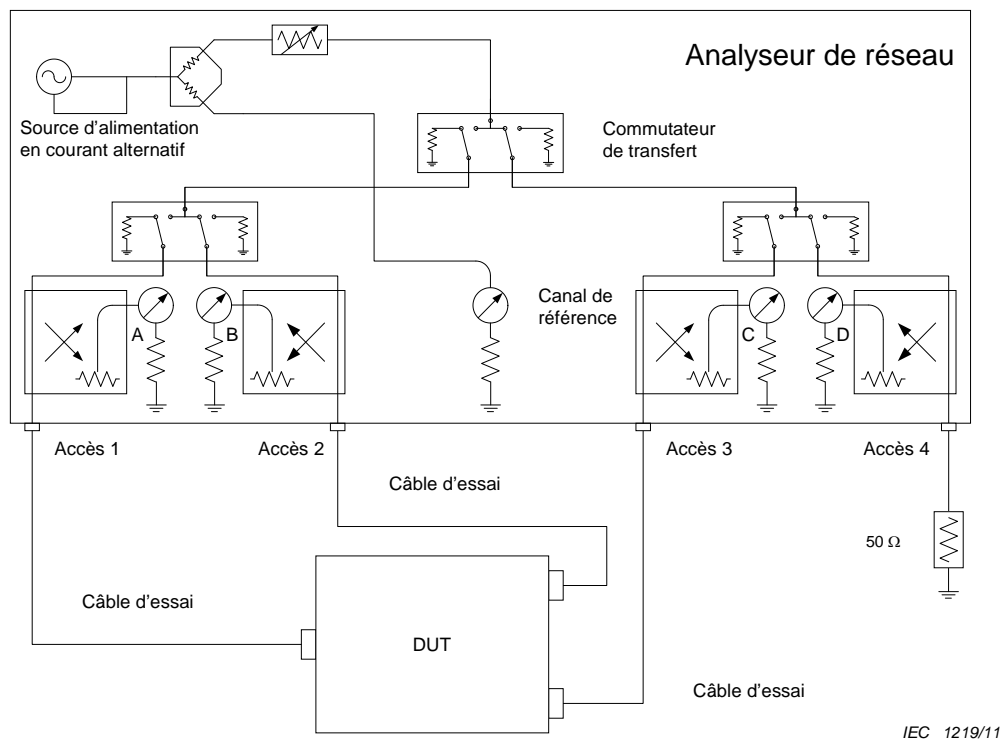 Analyseur de réseau
Source d'alimentation
en courant alternatif
Commutateur
de transfert
Canal de
référence
A
B
C
D
Accès 1
Accès 2
Accès 3
Accès 4
Câble d'essai
50 Ω
Câble d'essai
DUT
Câble d'essai
IEC 1219/11